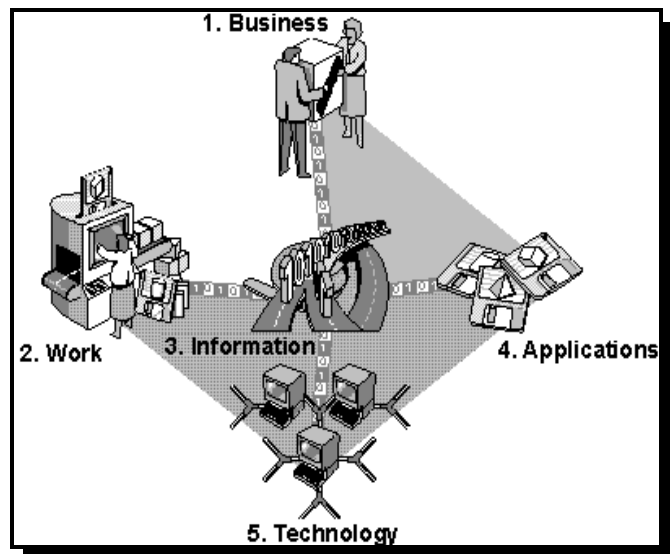 1. Business
2. Work
3. Information
4. Applications
5. Technology